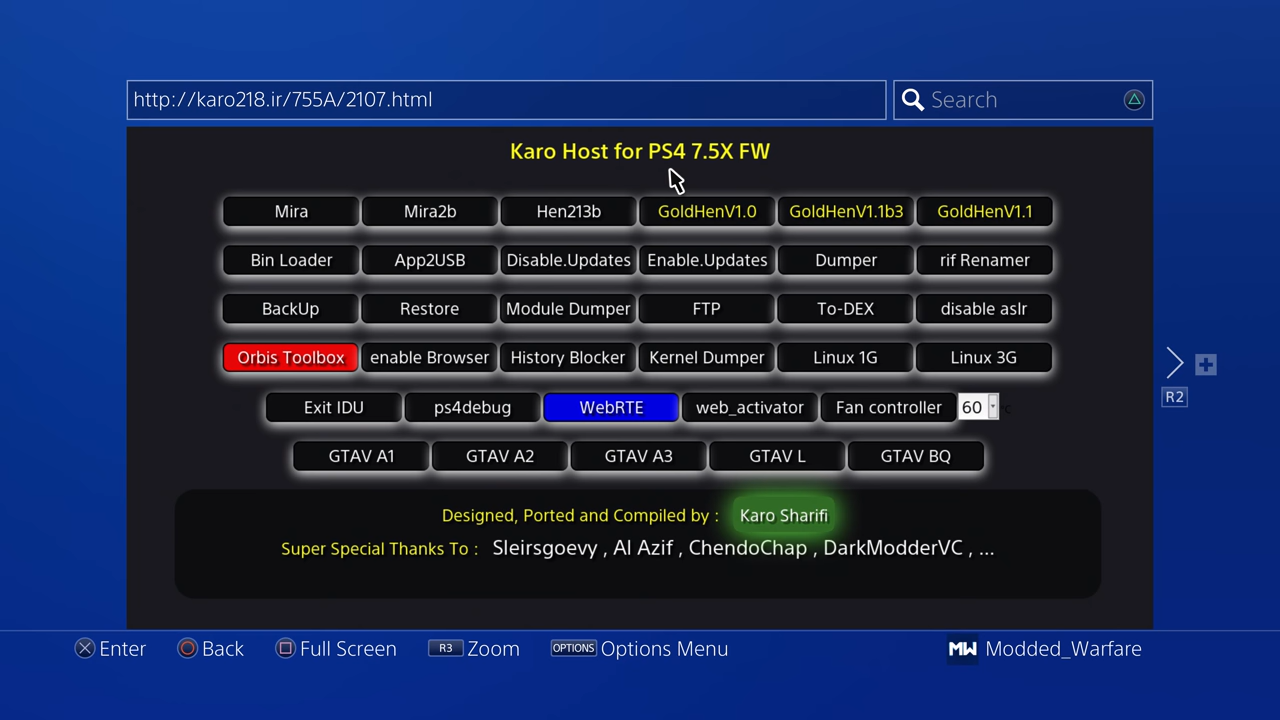 http://karo218.ir/755A/2107.html Search
Karo Host for PS4 7.5X FW
Mira Mira2b Hen213b GoldHenV1.0 GoldHenV1.1b3 GoldHenV1.1
Bin Loader App2USB Disable.Updates Enable.Updates Dumper rif Renamer
BackUp Restore Module Dumper FTP To-DEX disable aslr
Orbis Toolbox enable Browser History Blocker Kernel Dumper Linux 1G Linux 3G
R2
Exit IDU ps4debug WebRTE web_activator Fan controller 60
GTAV A1 GTAV A2 GTAV A3 GTAV L GTAV BQ
Designed, Ported and Compiled by : Karo Sharifi
Super Special Thanks To : Sleirsgoevy , Al Azif , ChendoChap , DarkModderVC , ...
Enter Back Full Screen R3 Zoom OPTIONS Options Menu MW Modded_Warfare